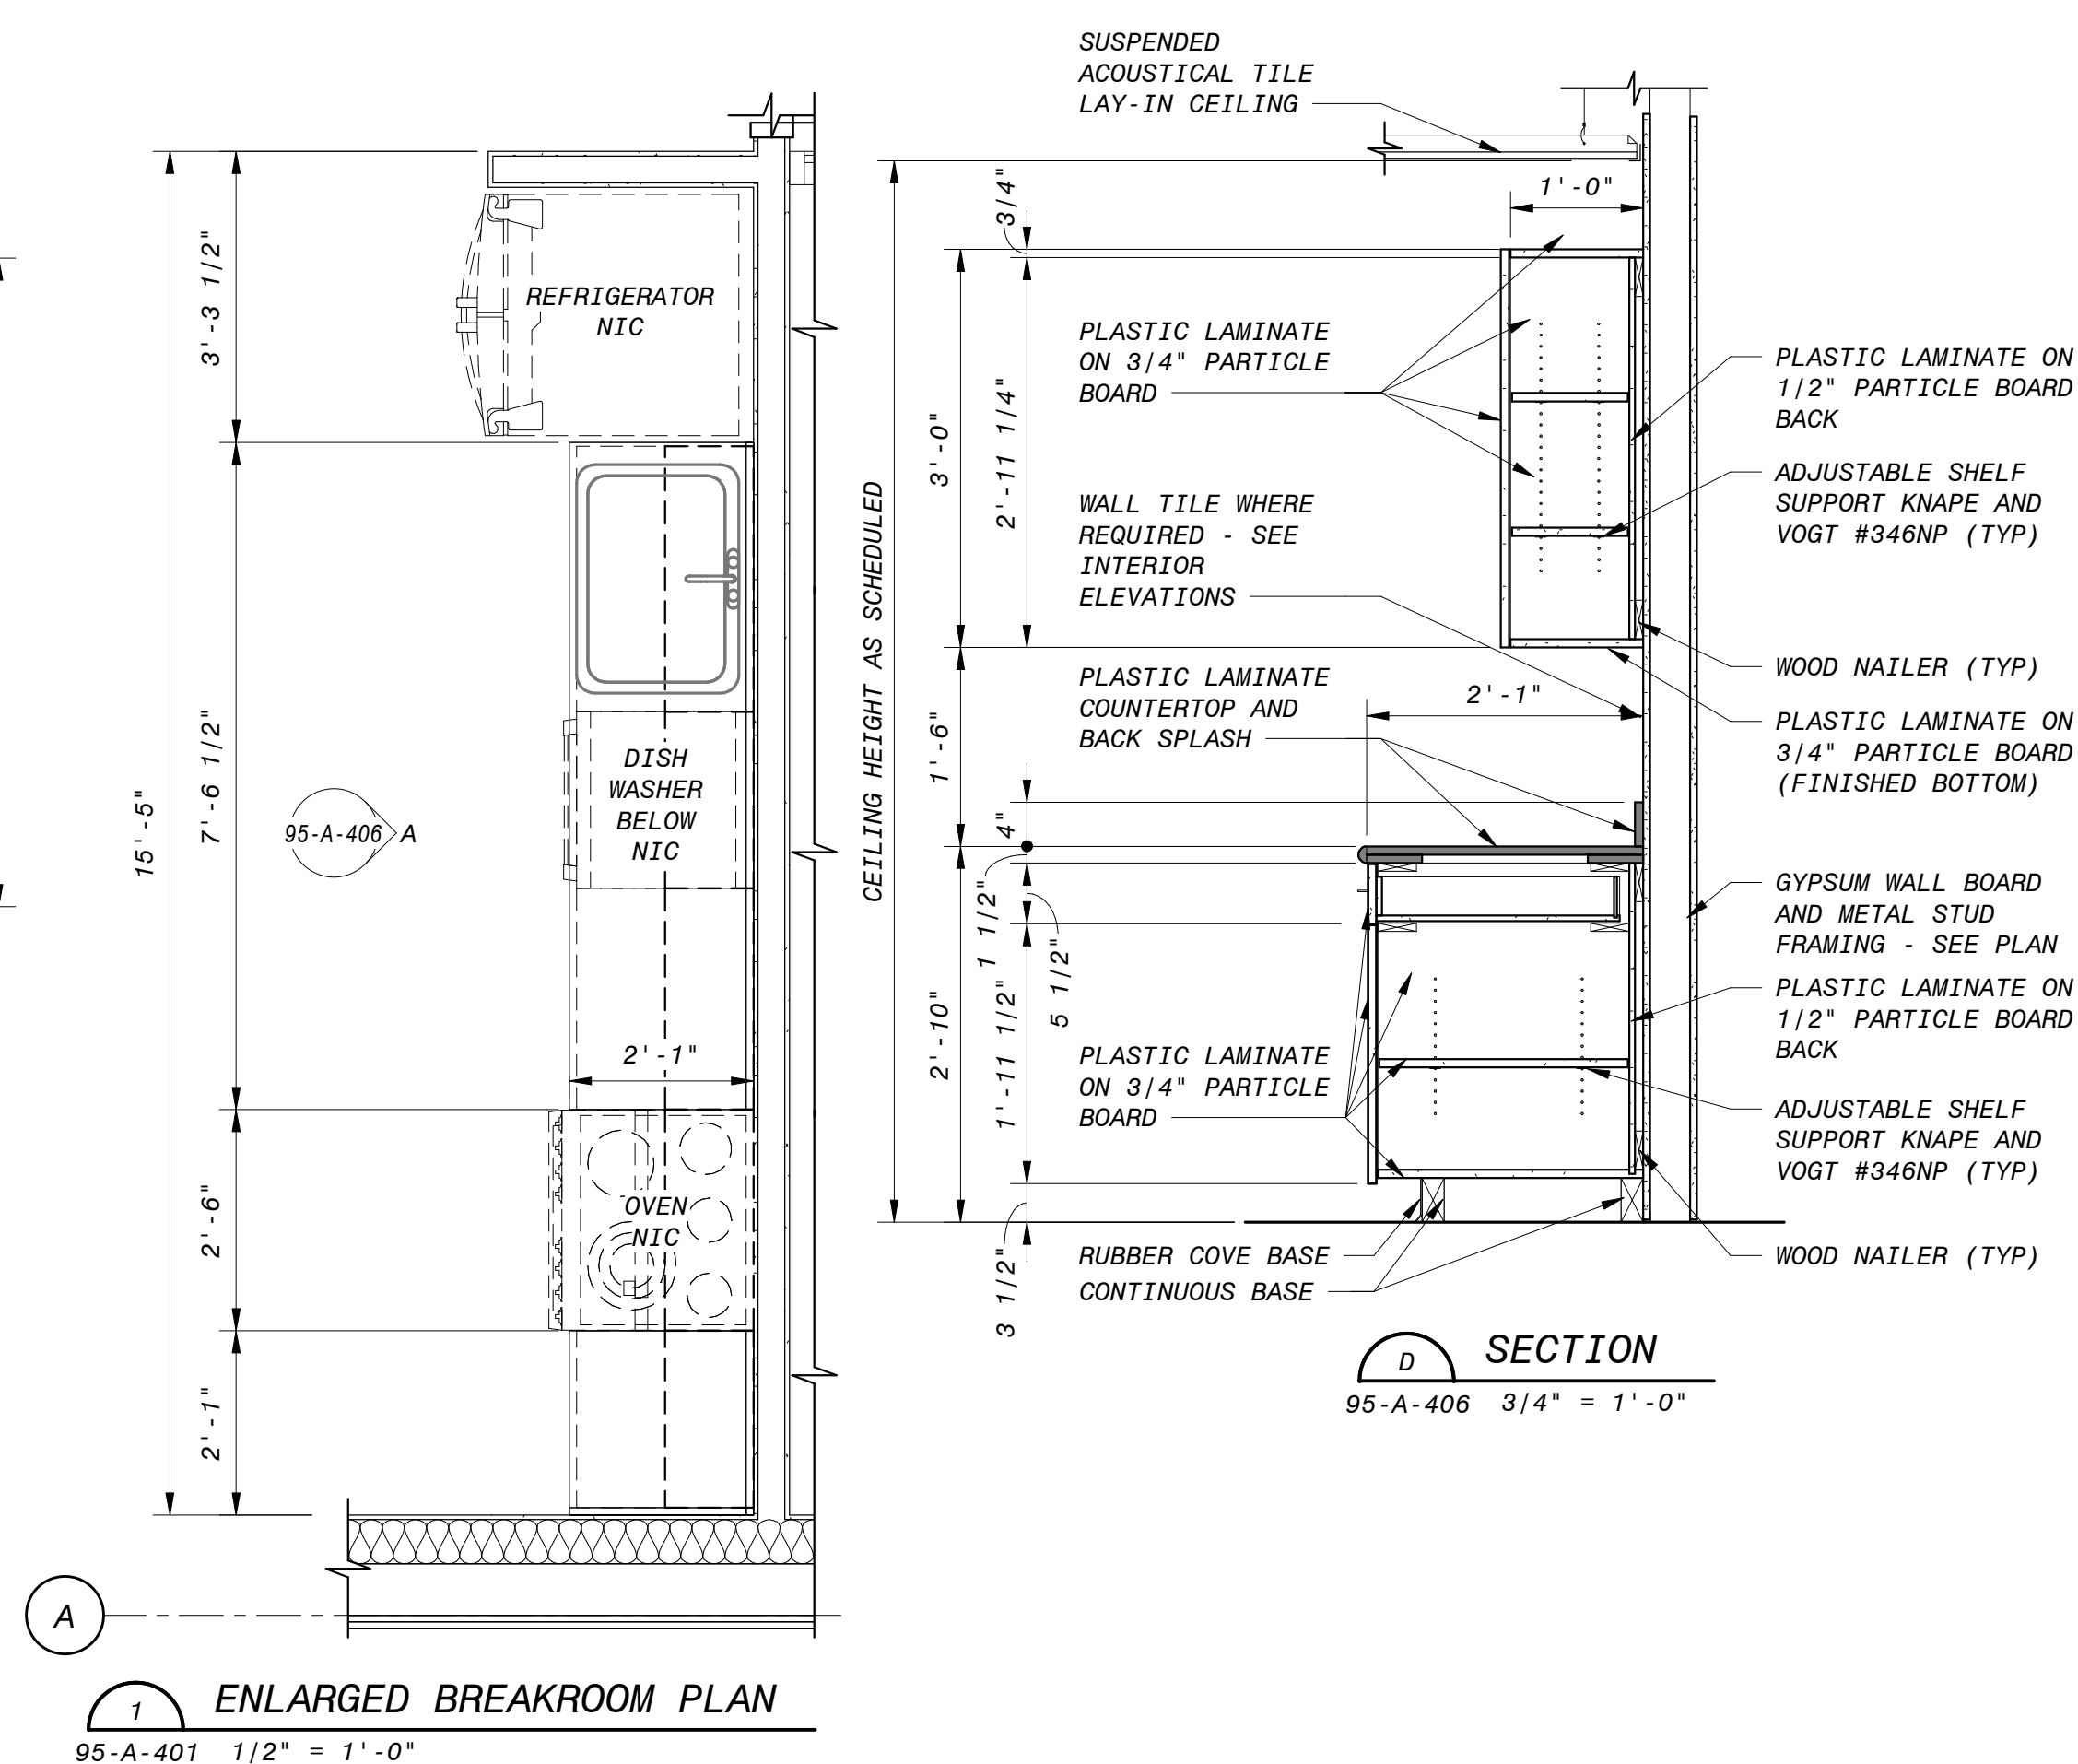 15'-5"
3'-3 1/2"
7'-6 1/2"
2'-6"
2'-1"
REFRIGERATOR
NIC
DISH
WASHER
BELOW
NIC
95-A-406
A
2'-1"
OVEN
NIC
A
1
ENLARGED BREAKROOM PLAN
95-A-401
1/2" = 1'-0"
SUSPENDED
ACOUSTICAL TILE
LAY-IN CEILING
CEILING HEIGHT AS SCHEDULED
3'-0"
1'-6"
2'-10"
3/4"
2'-11 1/4"
4"
1 1/2"
5 1/2"
1'-11 1/2"
3 1/2"
1'-0"
2'-1"
PLASTIC LAMINATE
ON 3/4" PARTICLE
BOARD
WALL TILE WHERE
REQUIRED - SEE
INTERIOR
ELEVATIONS
PLASTIC LAMINATE
COUNTERTOP AND
BACK SPLASH
PLASTIC LAMINATE
ON 3/4" PARTICLE
BOARD
RUBBER COVE BASE
CONTINUOUS BASE
PLASTIC LAMINATE ON
1/2" PARTICLE BOARD
BACK
ADJUSTABLE SHELF
SUPPORT KNAPE AND
VOGT #346NP (TYP)
WOOD NAILER (TYP)
PLASTIC LAMINATE ON
3/4" PARTICLE BOARD
(FINISHED BOTTOM)
GYPSUM WALL BOARD
AND METAL STUD
FRAMING - SEE PLAN
PLASTIC LAMINATE ON
1/2" PARTICLE BOARD
BACK
ADJUSTABLE SHELF
SUPPORT KNAPE AND
VOGT #346NP (TYP)
WOOD NAILER (TYP)
D
SECTION
95-A-406
3/4" = 1'-0"